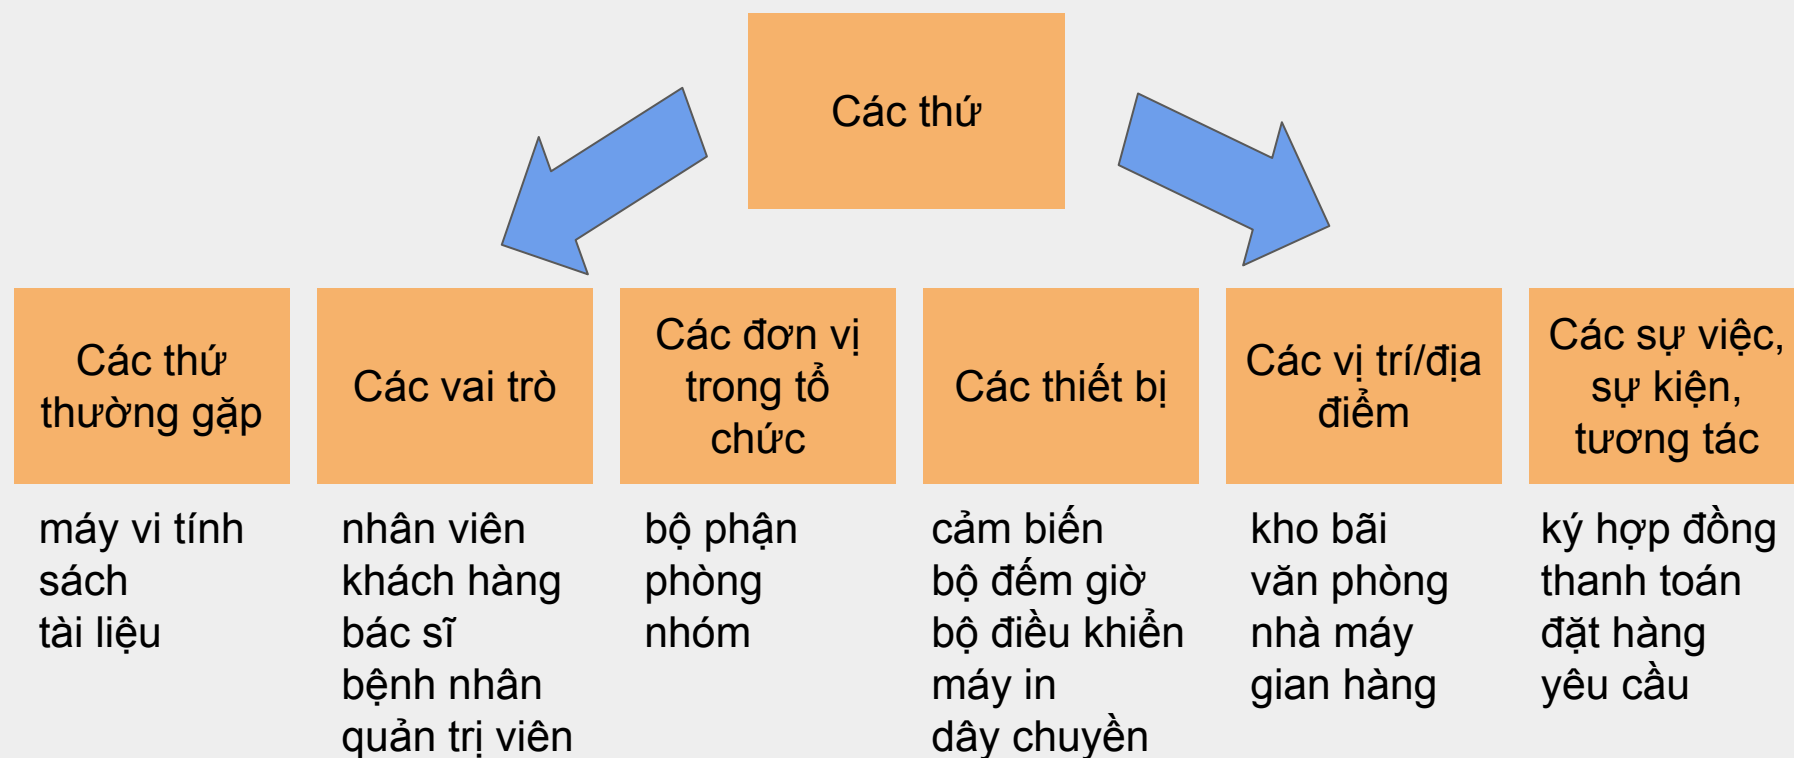 Các thứ
Các thứ
thường gặp
Các vai trò
Các đơn vị
trong tổ
chức
Các thiết bị
Các vị trí/địa
điểm
Các sự việc,
sự kiện,
tương tác
máy vi tính
sách
tài liệu
nhân viên
khách hàng
bác sĩ
bệnh nhân
quản trị viên
bộ phận
phòng
nhóm
cảm biến
bộ đếm giờ
bộ điều khiển
máy in
dây chuyền
kho bãi
văn phòng
nhà máy
gian hàng
ký hợp đồng
thanh toán
đặt hàng
yêu cầu